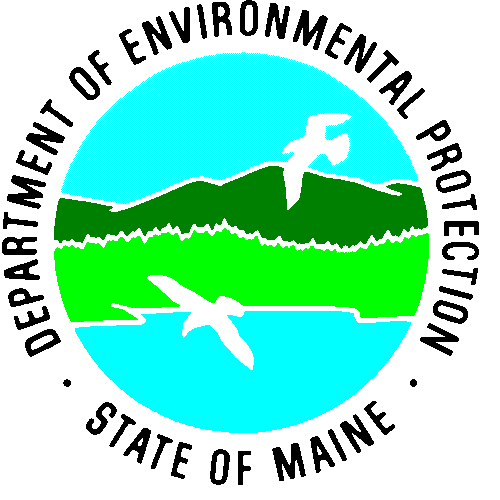 DEPARTMENT OF ENVIRONMENTAL PROTECTION
• STATE OF MAINE •